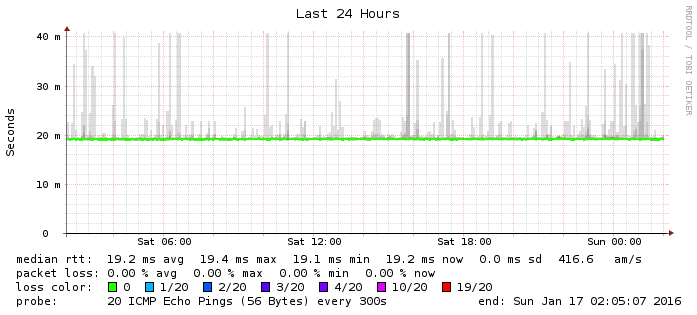 Last 24 Hours
RRDTOOL / TOBI OETIKER
Seconds
40 m
30 m
20 m
10 m
0
Sat 06:00 Sat 12:00 Sat 18:00 Sun 00:00
median rtt: 19.2 ms avg 19.4 ms max 19.1 ms min 19.2 ms now 0.0 ms sd 416.6 am/s
packet loss: 0.00 % avg 0.00 % max 0.00 % min 0.00 % now
loss color: 0 1/20 2/20 3/20 4/20 10/20 19/20
probe: 20 ICMP Echo Pings (56 Bytes) every 300s end: Sun Jan 17 02:05:07 2016